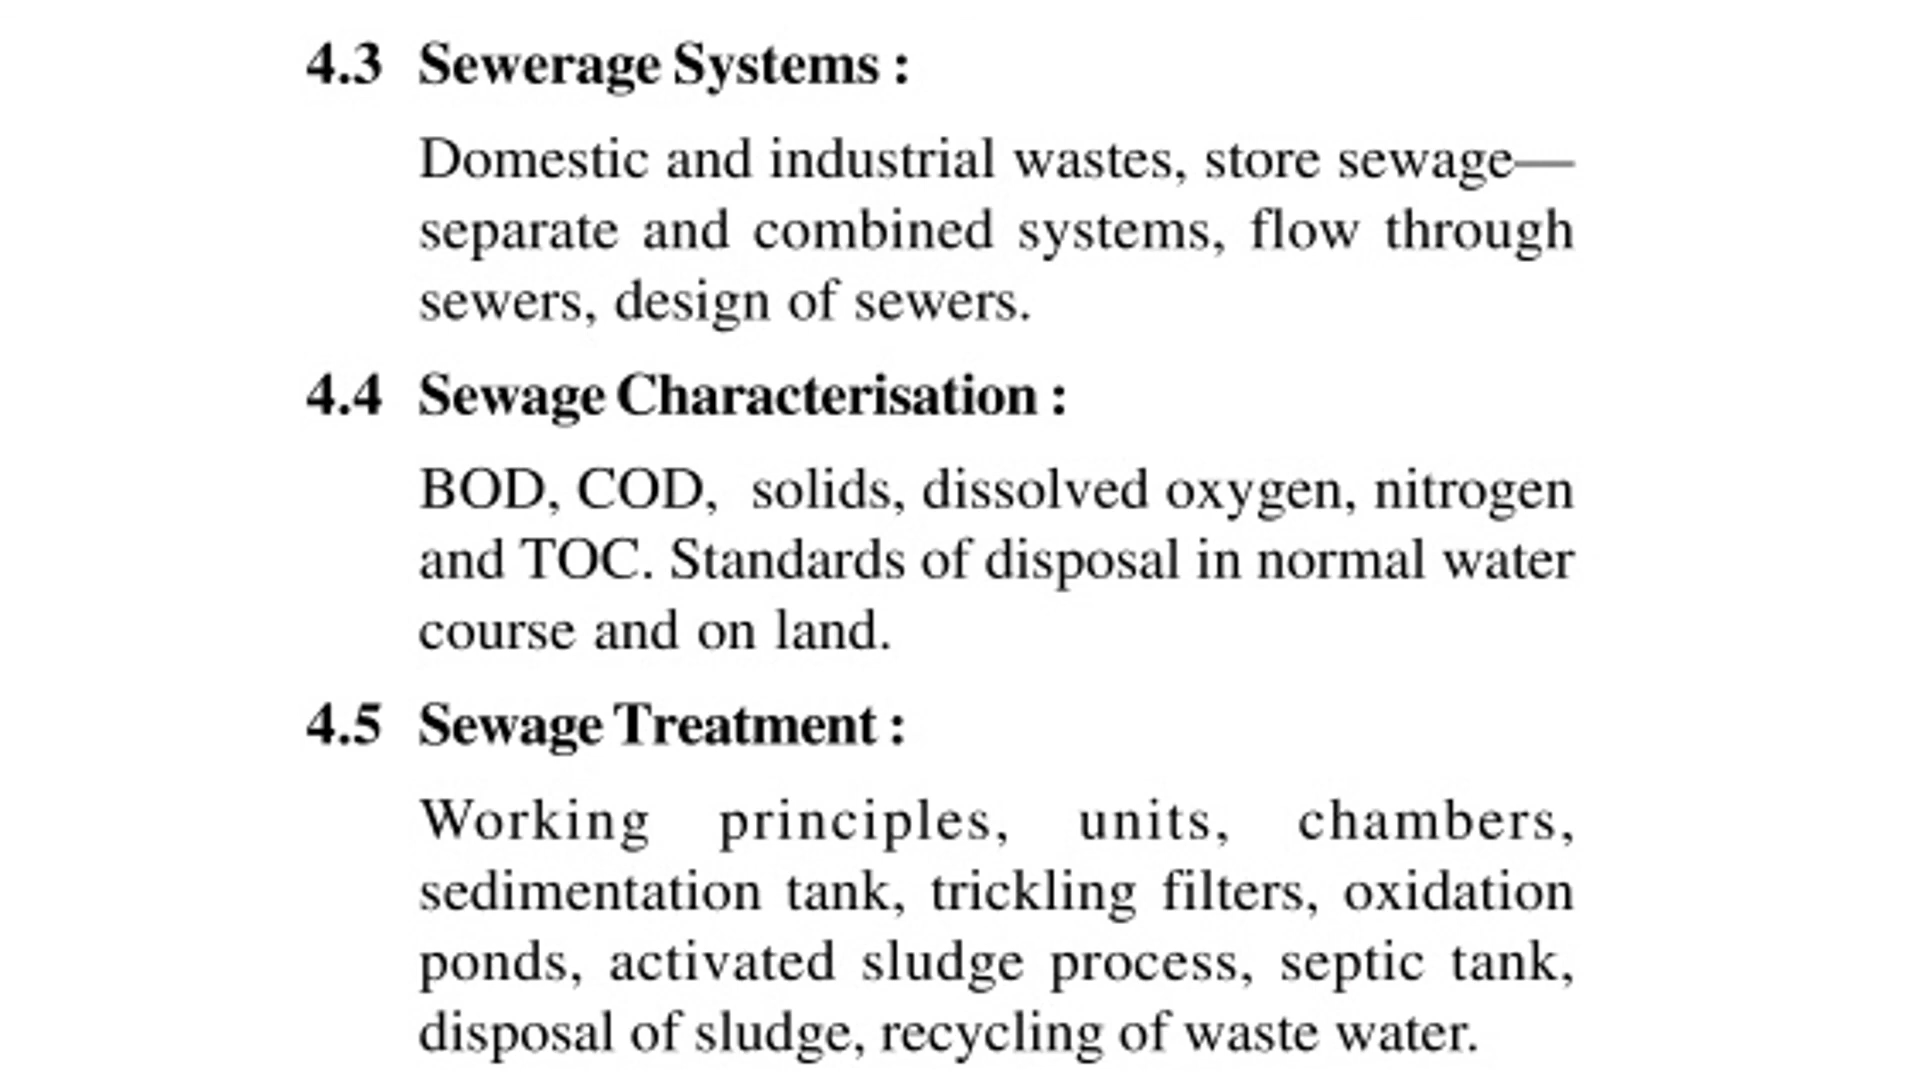 4.3 Sewerage Systems :
Domestic and industrial wastes, store sewage—
separate and combined systems, flow through
sewers, design of sewers.
4.4 Sewage Characterisation :
BOD, COD, solids, dissolved oxygen, nitrogen
and TOC. Standards of disposal in normal water
course and on land.
4.5 Sewage Treatment :
Working principles, units, chambers,
sedimentation tank, trickling filters, oxidation
ponds, activated sludge process, septic tank,
disposal of sludge, recycling of waste water.